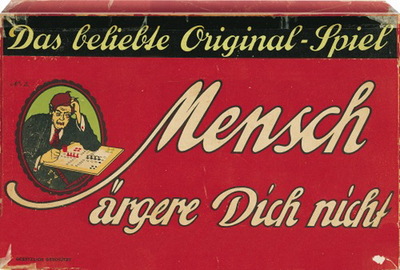 Das beliebte Original-Spiel
Mensch
ärgere Dich nicht